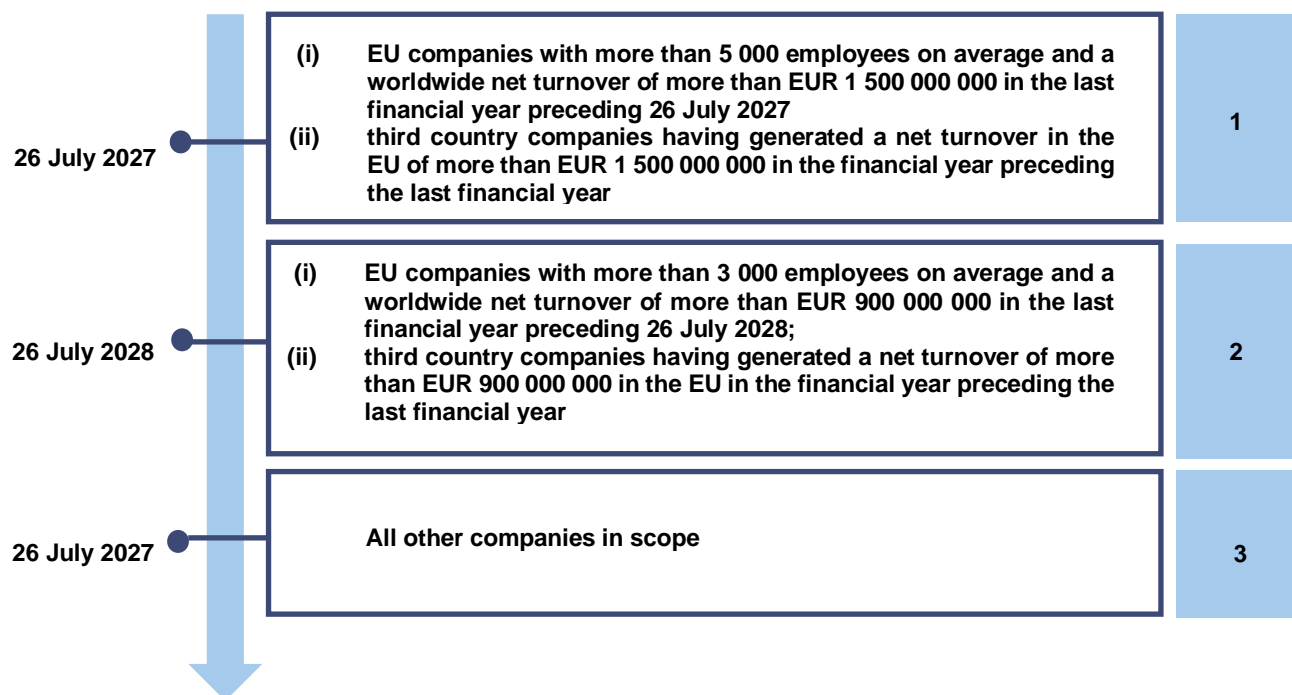 (i) EU companies with more than 5 000 employees on average and a
worldwide net turnover of more than EUR 1 500 000 000 in the last
financial year preceding 26 July 2027
(ii) third country companies having generated a net turnover in the
EU of more than EUR 1 500 000 000 in the financial year preceding
the last financial year
26 July 2027
1
(i) EU companies with more than 3 000 employees on average and a
worldwide net turnover of more than EUR 900 000 000 in the last
financial year preceding 26 July 2028;
(ii) third country companies having generated a net turnover of more
than EUR 900 000 000 in the EU in the financial year preceding the
last financial year
26 July 2028
2
All other companies in scope
26 July 2027
3